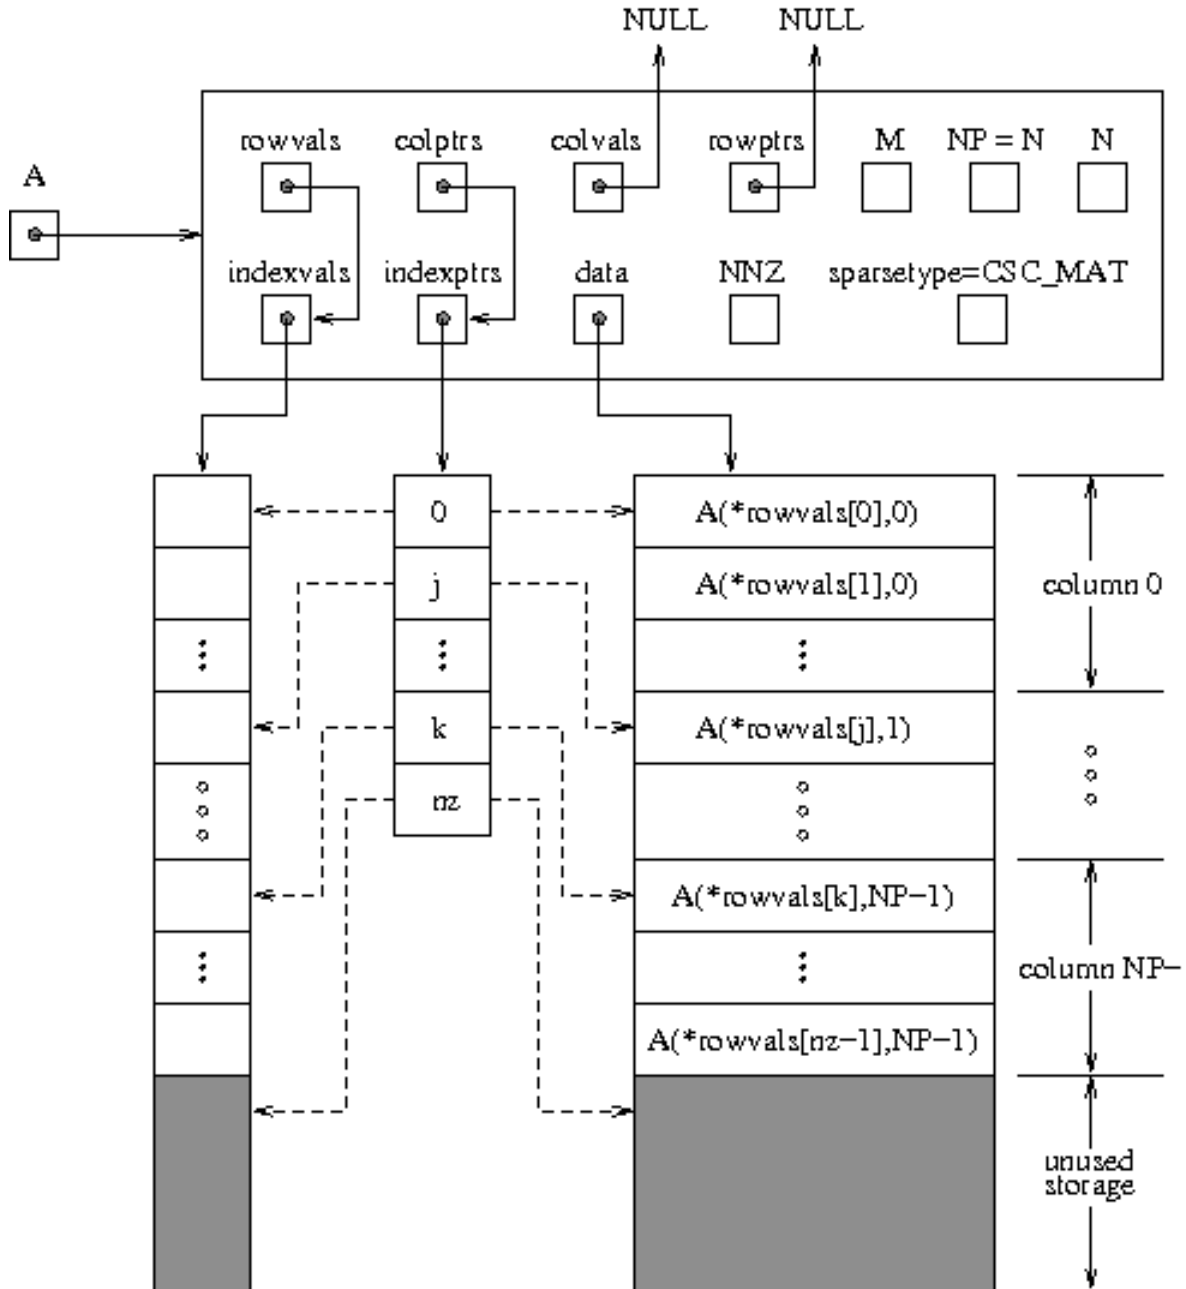 NULL NULL
rowvals colptrs colvals rowptrs M NP = N N
A
indexvals indexptrs data NNZ sparsetype=CSC_MAT
0 A(*rowvals[0],0)
j A(*rowvals[1],0) column 0
k A(*rowvals[j],1)
nz
A(*rowvals[k],NP−1)
column NP−
A(*rowvals[nz−1],NP−1)
unused
storage